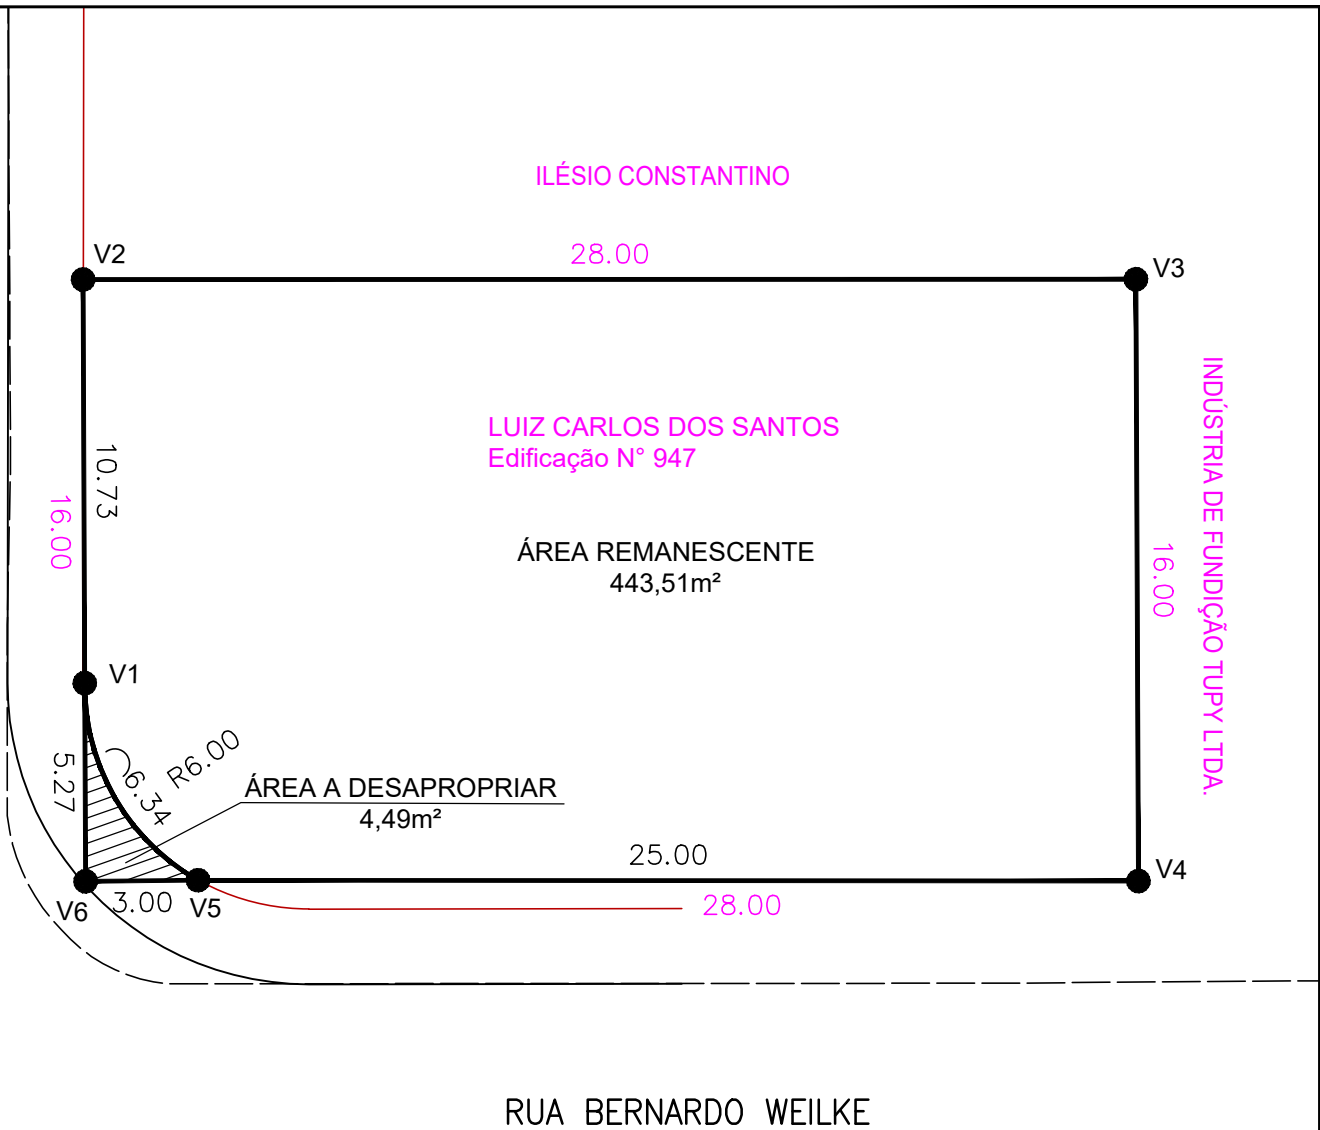 ILÉSIO CONSTANTINO
V2
28.00
V3
LUIZ CARLOS DOS SANTOS
Edificação N° 947
10.73
16.00
ÁREA REMANESCENTE
443,51m²
16.00
INDÚSTRIA DE FUNDIÇÃO TUPY LTDA.
V1
5.27
6.34
R6.00
ÁREA A DESAPROPRIAR
4,49m²
25.00
V4
V6
3.00
V5
28.00
RUA BERNARDO WEILKE